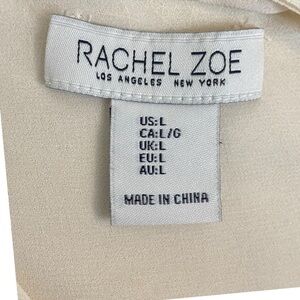 RACHEL ZOE
LOS ANGELES NEW YORK
US:L
CA:L/G
UK:L
EU:L
AU:L
MADE IN CHINA